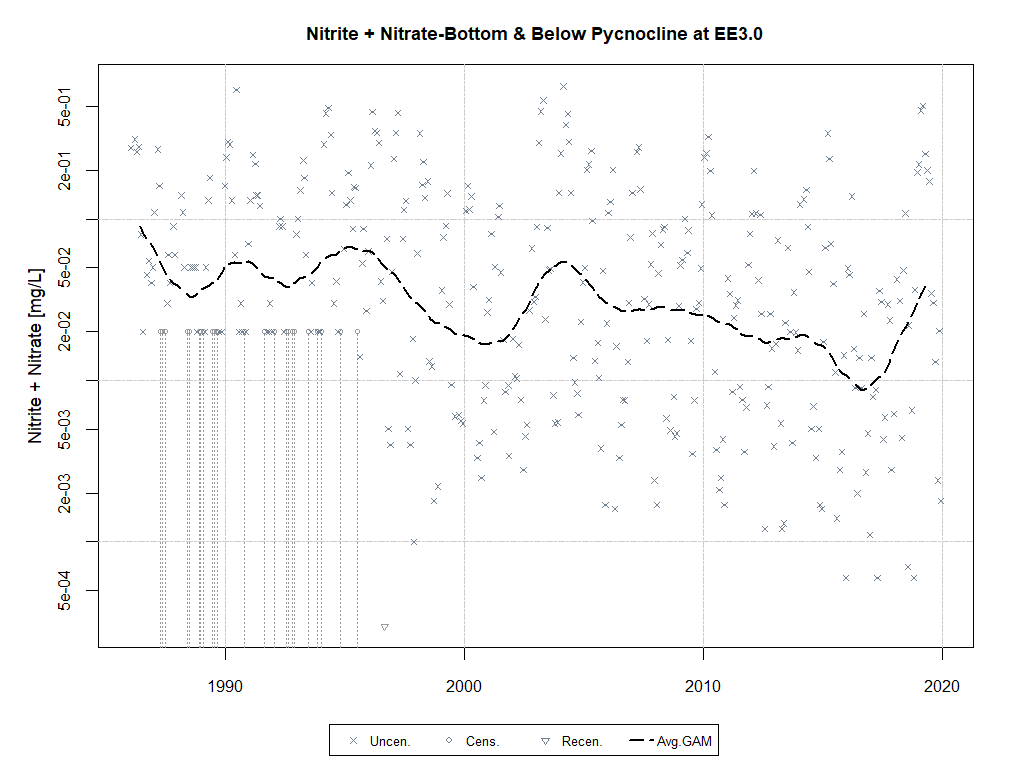 Nitrite + Nitrate-Bottom & Below Pycnocline at EE3.0
Nitrite + Nitrate [mg/L]
5e-01
2e-01
5e-02
2e-02
5e-03
2e-03
5e-04
1990 2000 2010 2020
Uncen. Cens. Recen. Avg.GAM